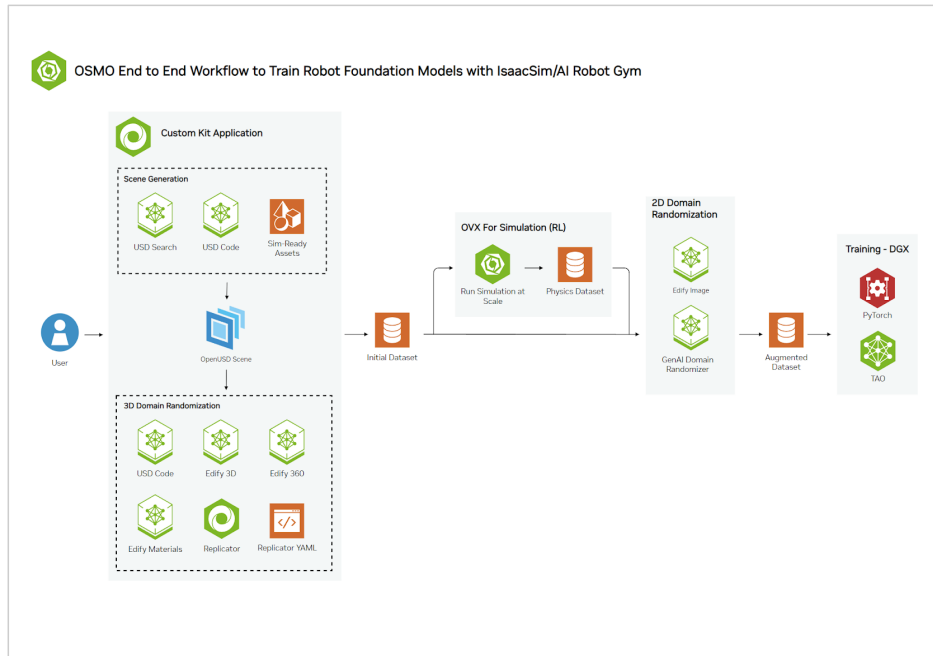 OSMO End to End Workflow to Train Robot Foundation Models with IsaacSim/AI Robot Gym
Custom Kit Application
Scene Generation
USD Search
USD Code
Sim-Ready
Assets
User
OpenUSD Scene
3D Domain Randomization
USD Code
Edify 3D
Edify 360
Edify Materials
Replicator
Replicator YAML
</>
Initial Dataset
OVX For Simulation (RL)
Run Simulation at
Scale
Physics Dataset
2D Domain
Randomization
Edify Image
GenAI Domain
Randomizer
Augmented
Dataset
Training - DGX
PyTorch
TAO